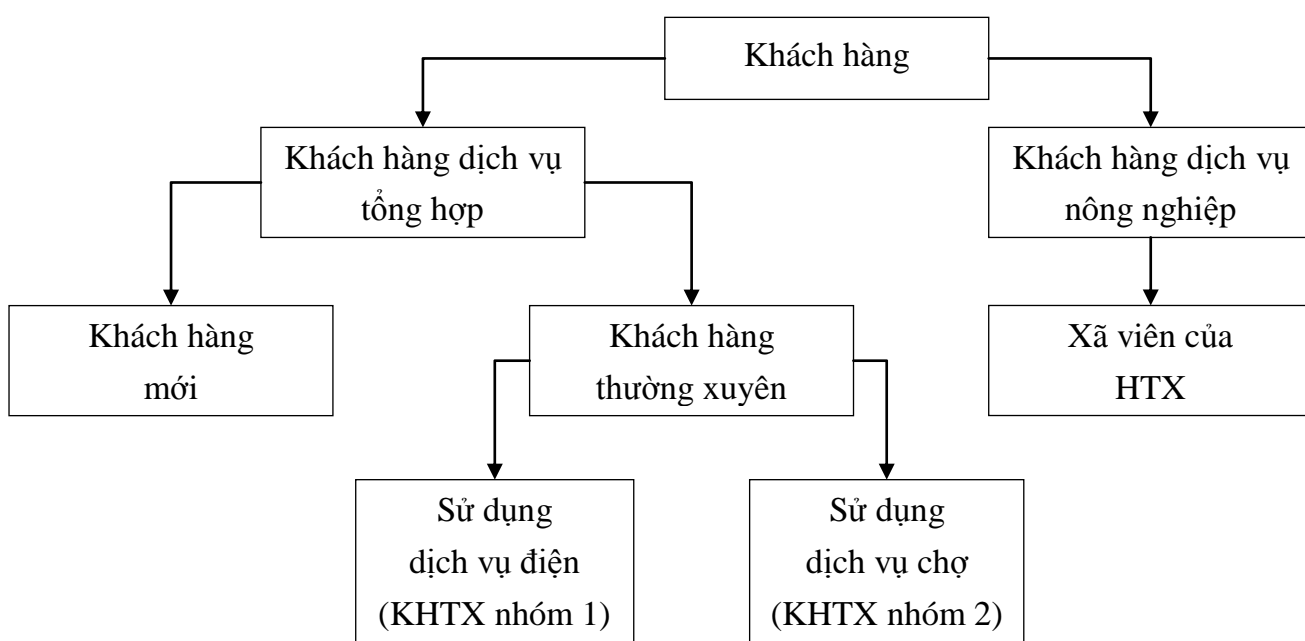 Khách hàng
Khách hàng dịch vụ
tổng hợp
Khách hàng dịch vụ
nông nghiệp
Khách hàng
mới
Khách hàng
thường xuyên
Xã viên của
HTX
Sử dụng
dịch vụ điện
(KHTX nhóm 1)
Sử dụng
dịch vụ chợ
(KHTX nhóm 2)